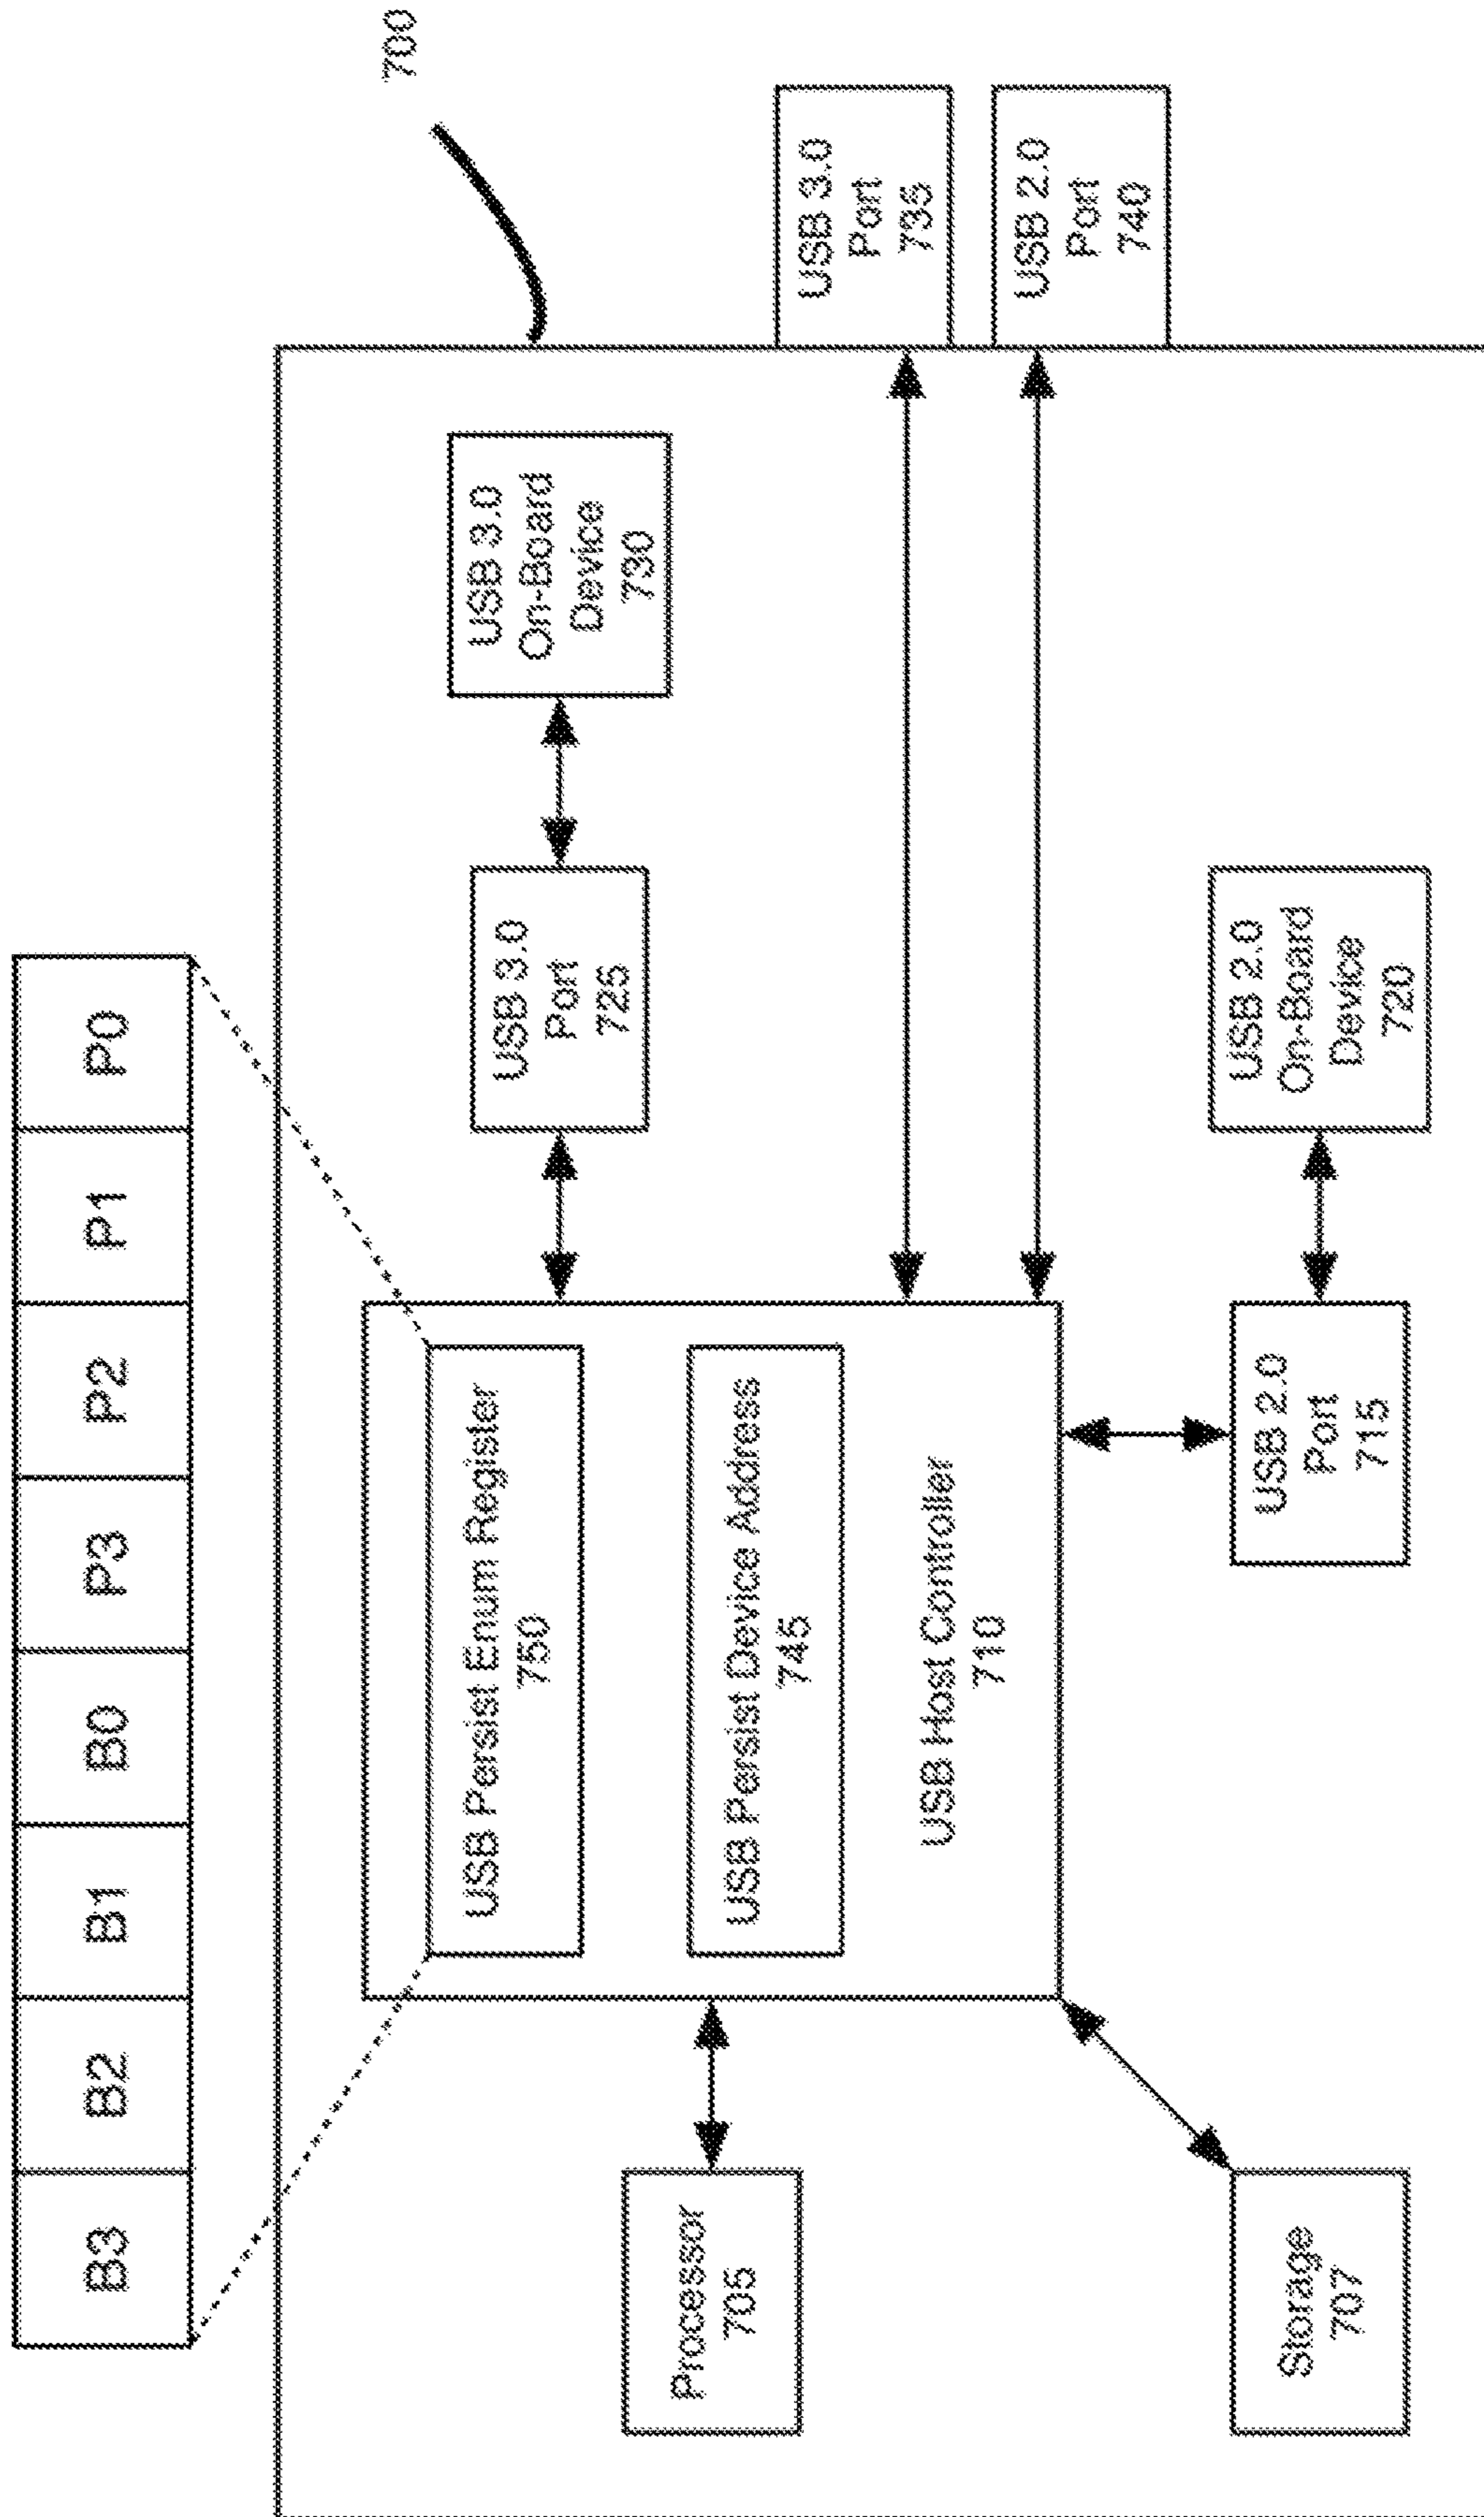 B3 B2 B1 B0 P3 P2 P1 P0
700
USB Persist Enum Register
750
USB Persist Device Address
745
USB Host Controller
710
Processor
705
Storage
707
USB 3.0
Port
725
USB 3.0
On-Board
Device
730
USB 3.0
Port
735
USB 2.0
Port
740
USB 2.0
Port
715
USB 2.0
On-Board
Device
720